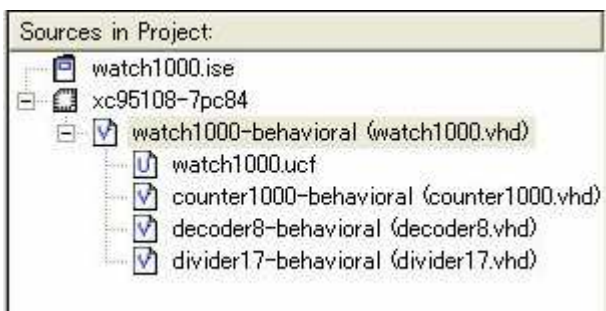 Sources in Project:
watch1000.ise
xc95108-7pc84
watch1000-behavioral (watch1000.vhd)
watch1000.ucf
counter1000-behavioral (counter1000.vhd)
decoder8-behavioral (decoder8.vhd)
divider17-behavioral (divider17.vhd)